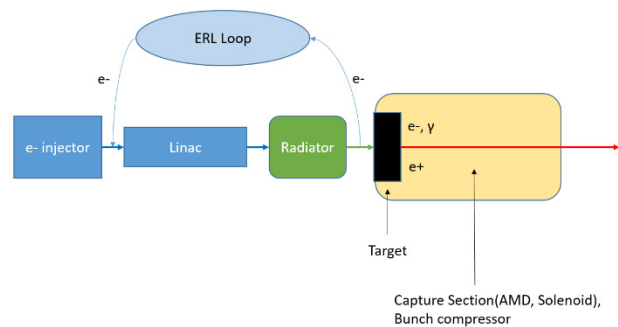 ERL Loop
e-
e-
e- injector
Linac
Radiator
e-, γ
e+
Target
Capture Section(AMD, Solenoid),
Bunch compressor